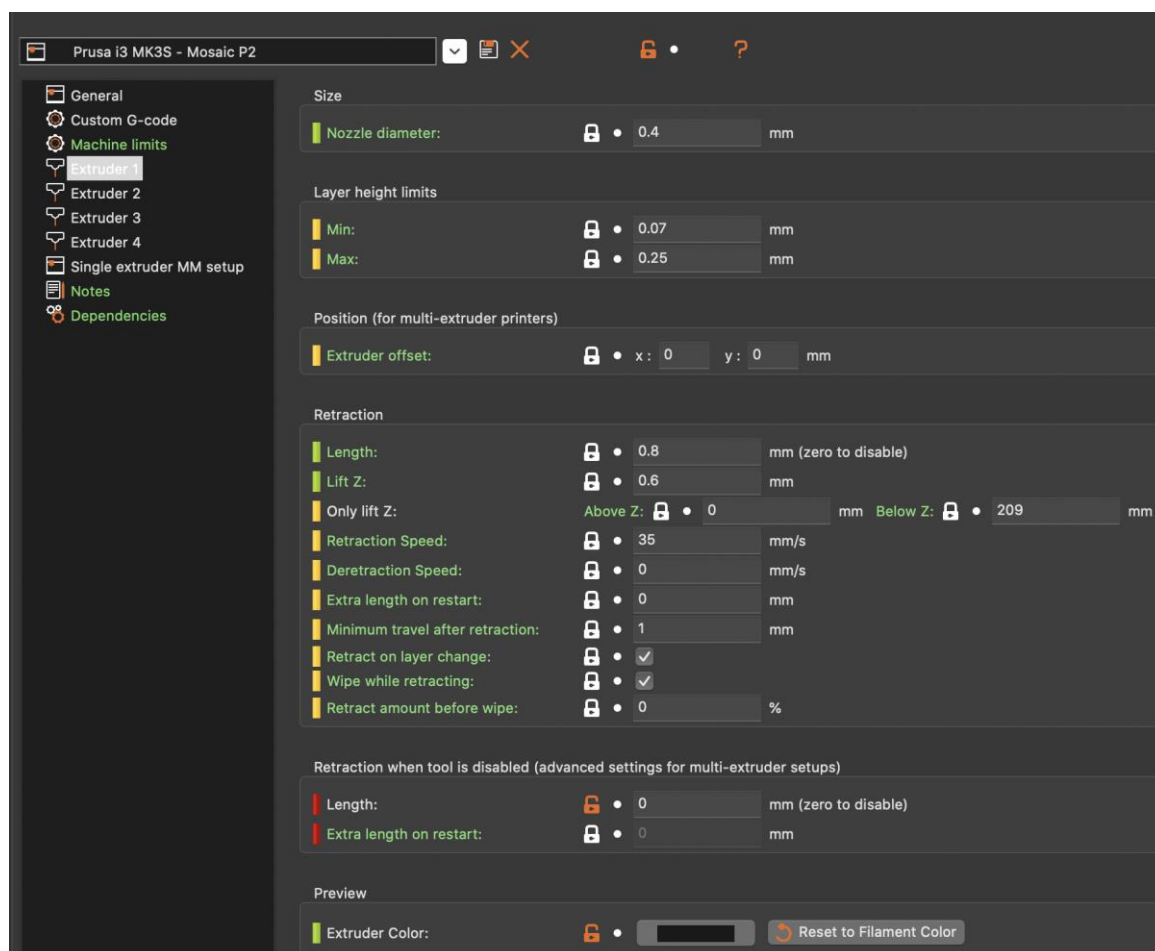 Prusa i3 MK3S - Mosaic P2
?
General
Custom G-code
Machine limits
Extruder 1
Extruder 2
Extruder 3
Extruder 4
Single extruder MM setup
Notes
Dependencies
Size
Nozzle diameter: 0.4 mm
Layer height limits
Min: 0.07 mm
Max: 0.25 mm
Position (for multi-extruder printers)
Extruder offset: x : 0 y : 0 mm
Retraction
Length: 0.8 mm (zero to disable)
Lift Z: 0.6 mm
Only lift Z: Above Z: 0 mm Below Z: 209 mm
Retraction Speed: 35 mm/s
Deretraction Speed: 0 mm/s
Extra length on restart: 0 mm
Minimum travel after retraction: 1 mm
Retract on layer change:
Wipe while retracting:
Retract amount before wipe: 0 %
Retraction when tool is disabled (advanced settings for multi-extruder setups)
Length: 0 mm (zero to disable)
Extra length on restart: 0 mm
Preview
Extruder Color: Reset to Filament Color